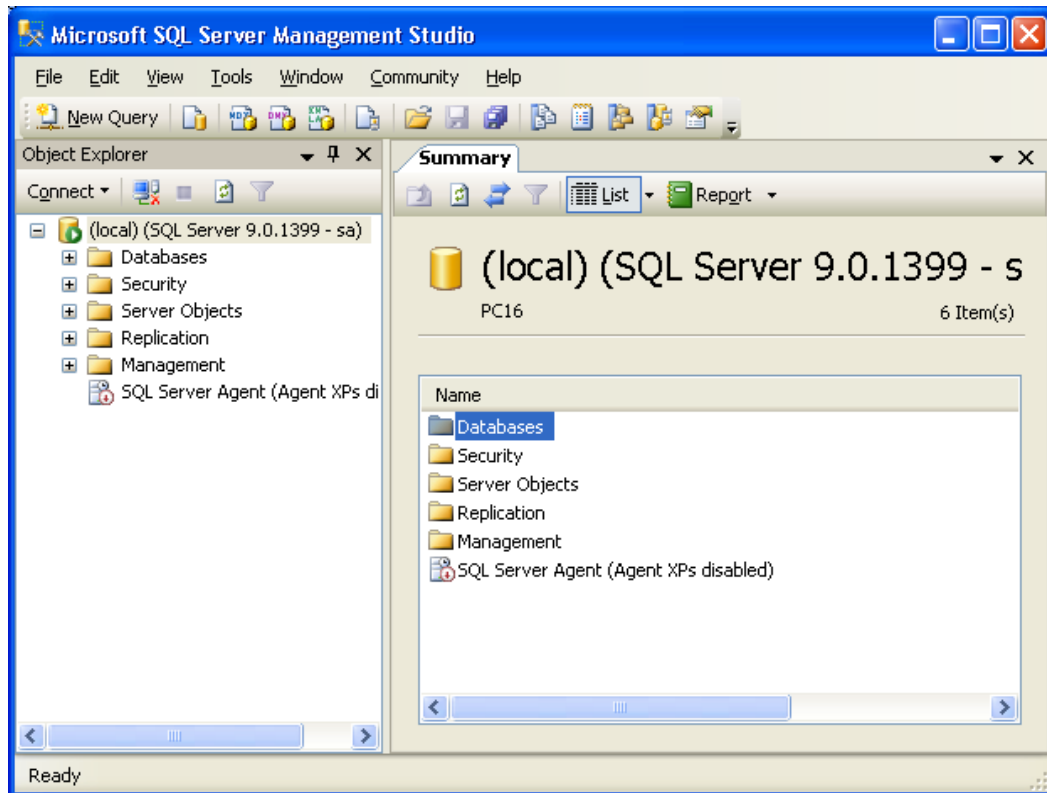 Microsoft SQL Server Management Studio
File Edit View Tools Window Community Help
New Query
Object Explorer
Connect
(local) (SQL Server 9.0.1399 - sa)
Databases
Security
Server Objects
Replication
Management
SQL Server Agent (Agent XPs di
Summary
List Report
(local) (SQL Server 9.0.1399 - s
PC16 6 Item(s)
Name
Databases
Security
Server Objects
Replication
Management
SQL Server Agent (Agent XPs disabled)
Ready